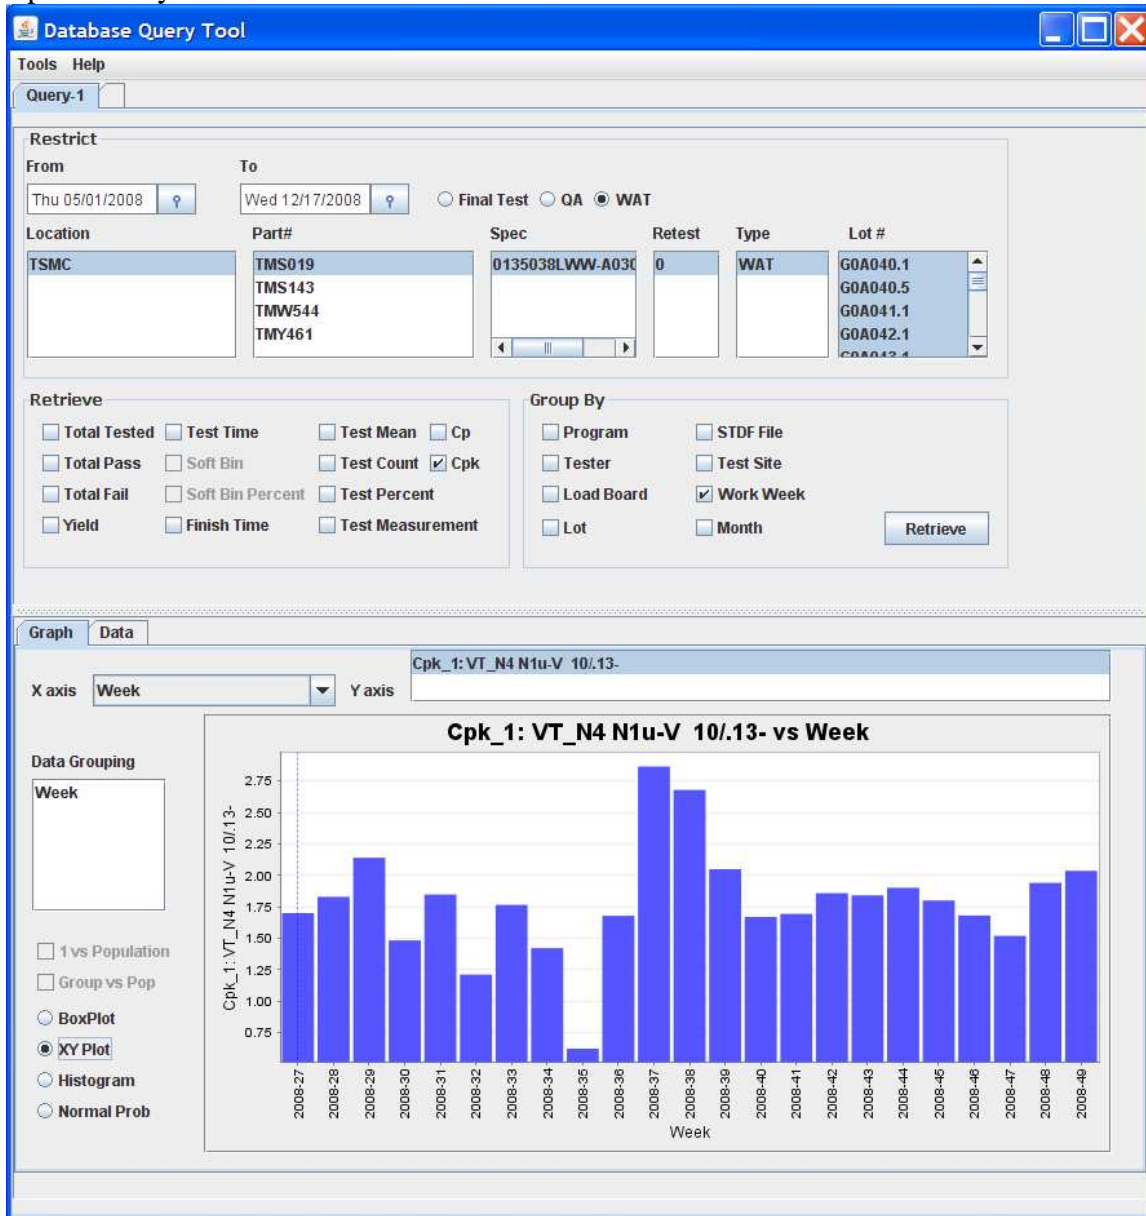 Database Query Tool
Tools Help
Query-1
Restrict
From To
Thu 05/01/2008 Wed 12/17/2008 Final Test QA WAT
Location Part# Spec Retest Type Lot #
TSMC TMS019 0135038LWW-A030 0 WAT G0A040.1
TMS143 G0A040.5
TMW544 G0A041.1
TMY461 G0A042.1
G0A043.1
Retrieve Group By
Total Tested Test Time Test Mean Cp Program STDF File
Total Pass Soft Bin Test Count Cpk Tester Test Site
Total Fail Soft Bin Percent Test Percent Load Board Work Week
Yield Finish Time Test Measurement Lot Month Retrieve
Graph Data
Cpk_1: VT_N4 N1u-V 10/.13-
X axis Week Y axis
Cpk_1: VT_N4 N1u-V 10/.13- vs Week
Data Grouping
Week
1 vs Population
Group vs Pop
BoxPlot
XY Plot
Histogram
Normal Prob
Cpk_1: VT_N4 N1u-V 10/.13-
2.75
2.50
2.25
2.00
1.75
1.50
1.25
1.00
0.75
2008-27 2008-28 2008-29 2008-30 2008-31 2008-32 2008-33 2008-34 2008-35 2008-36 2008-37 2008-38 2008-39 2008-40 2008-41 2008-42 2008-43 2008-44 2008-45 2008-46 2008-47 2008-48 2008-49
Week